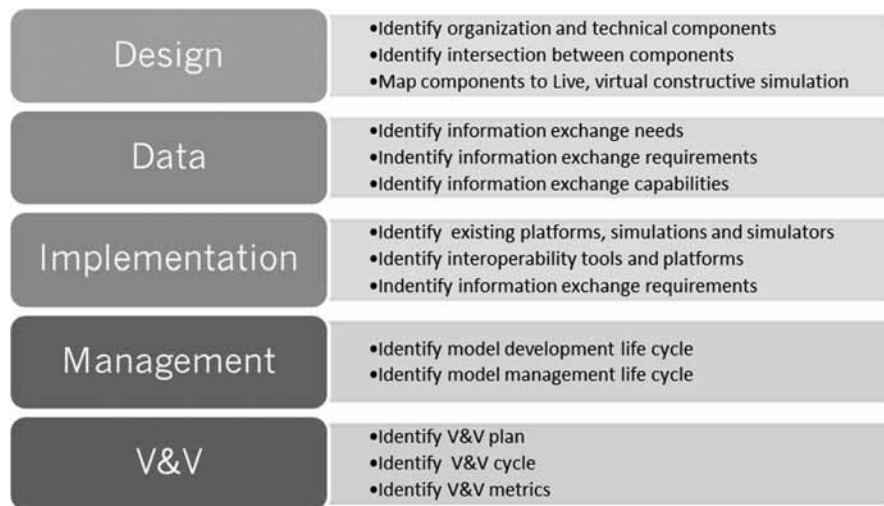 Design
•Identify organization and technical components
•Identify intersection between components
•Map components to Live, virtual constructive simulation
Data
•Identify information exchange needs
•Indentify information exchange requirements
•Identify information exchange capabilities
Implementation
•Identify existing platforms, simulations and simulators
•Identify interoperability tools and platforms
•Indentify information exchange requirements
Management
•Identify model development life cycle
•Identify model management life cycle
V&V
•Identify V&V plan
•Identify V&V cycle
•Identify V&V metrics